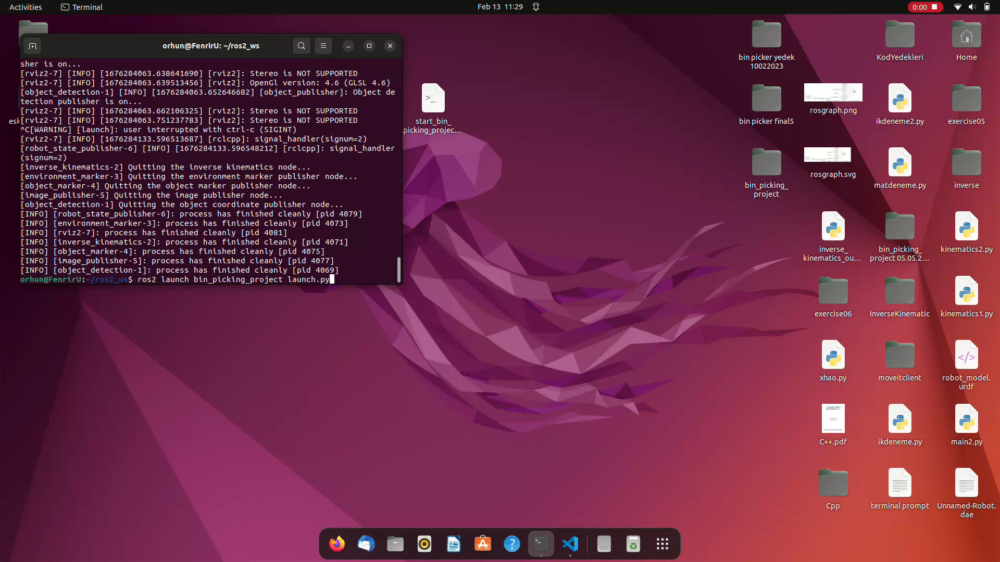 Activities
Terminal
Feb 13 11:29
0:00
orhun@FenrirU: ~/ros2_ws
sher is on...
[rviz2-7] [INFO] [1676284063.638641690] [rviz2]: Stereo is NOT SUPPORTED
[rviz2-7] [INFO] [1676284063.639513456] [rviz2]: OpenGl version: 4.6 (GLSL 4.6)
[object_detection-1] [INFO] [1676284063.652646682] [object_publisher]: Object de
tection publisher is on...
[rviz2-7] [INFO] [1676284063.662106325] [rviz2]: Stereo is NOT SUPPORTED
[rviz2-7] [INFO] [1676284063.751237783] [rviz2]: Stereo is NOT SUPPORTED
^C[WARNING] [launch]: user interrupted with ctrl-c (SIGINT)
[rviz2-7] [INFO] [1676284133.596513687] [rclcpp]: signal_handler(signum=2)
[robot_state_publisher-6] [INFO] [1676284133.596548212] [rclcpp]: signal_handler
(signum=2)
[inverse_kinematics-2] Quitting the inverse kinematics node...
[environment_marker-3] Quitting the environment marker publisher node...
[object_marker-4] Quitting the object marker publisher node...
[image_publisher-5] Quitting the image publisher node...
[object_detection-1] Quitting the object coordinate publisher node...
[INFO] [robot_state_publisher-6]: process has finished cleanly [pid 4079]
[INFO] [environment_marker-3]: process has finished cleanly [pid 4073]
[INFO] [rviz2-7]: process has finished cleanly [pid 4081]
[INFO] [inverse_kinematics-2]: process has finished cleanly [pid 4071]
[INFO] [object_marker-4]: process has finished cleanly [pid 4075]
[INFO] [image_publisher-5]: process has finished cleanly [pid 4077]
[INFO] [object_detection-1]: process has finished cleanly [pid 4069]
orhun@FenrirU:~/ros2_ws$ ros2 launch bin_picking_project launch.py
esk
start_bin_
picking_projec...
bin picker yedek
10022023
KodYedekleri
Home
bin picker final5
rosgraph.png
ikdeneme2.py
exercise05
bin_picking_
project
rosgraph.svg
matdeneme.py
inverse
inverse_
kinematics_ou...
bin_picking_
project 05.05.2...
kinematics2.py
exercise06
InverseKinematic
kinematics1.py
xhao.py
moveitclient
robot_model.
urdf
C++.pdf
ikdeneme.py
main2.py
Cpp
terminal prompt
Unnamed-Robot.
dae
SSD